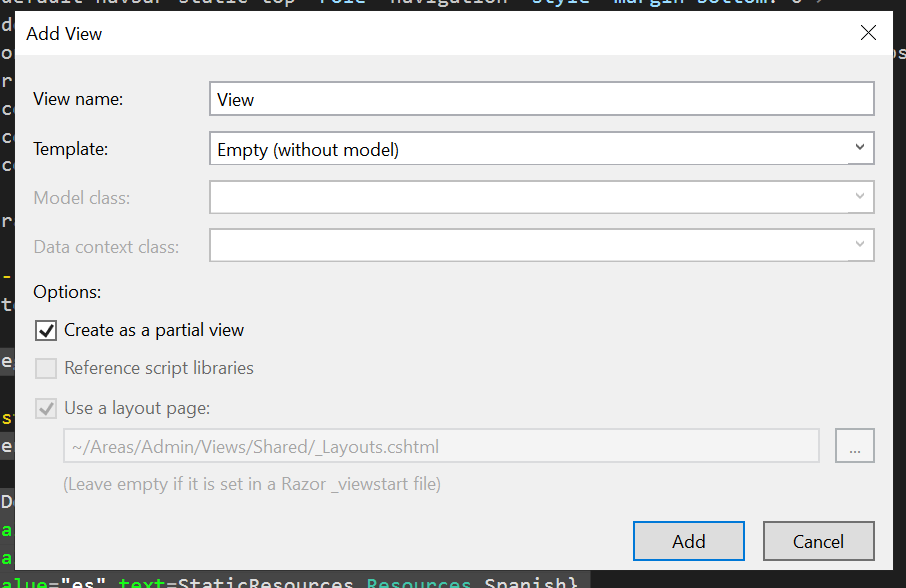 Add View
View name:
View
Template:
Empty (without model)
Model class:
Data context class:
Options:
Create as a partial view
Reference script libraries
Use a layout page:
~/Areas/Admin/Views/Shared/_Layouts.cshtml
...
(Leave empty if it is set in a Razor _viewstart file)
Add
Cancel
alue="es" text=StaticResources.Resources.Spanish}